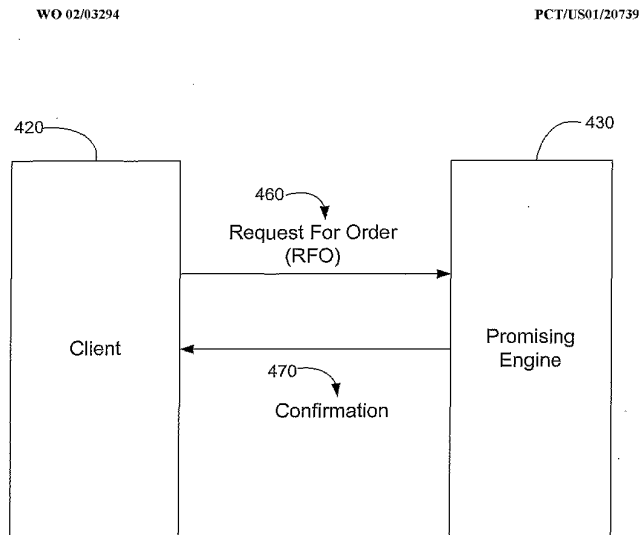 WO 02/03294
PCT/US01/20739
420
430
460
Request For Order
(RFO)
Client
Promising
Engine
470
Confirmation